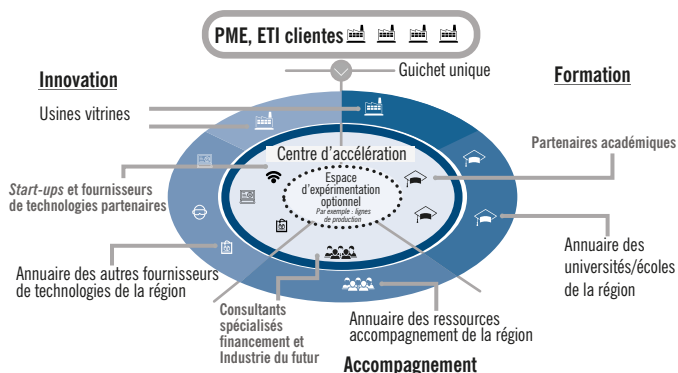 PME, ETI clientes
Guichet unique
Innovation
Formation
Usines vitrines
Partenaires académiques
Centre d'accélération
Espace
d'expérimentation
optionnel
Par exemple : lignes
de production
Start-ups et fournisseurs
de technologies partenaires
Annuaire des autres fournisseurs
de technologies de la région
Annuaire des
universités/écoles
de la région
Consultants
spécialisés
financement et
Industrie du futur
Annuaire des ressources
accompagnement de la région
Accompagnement